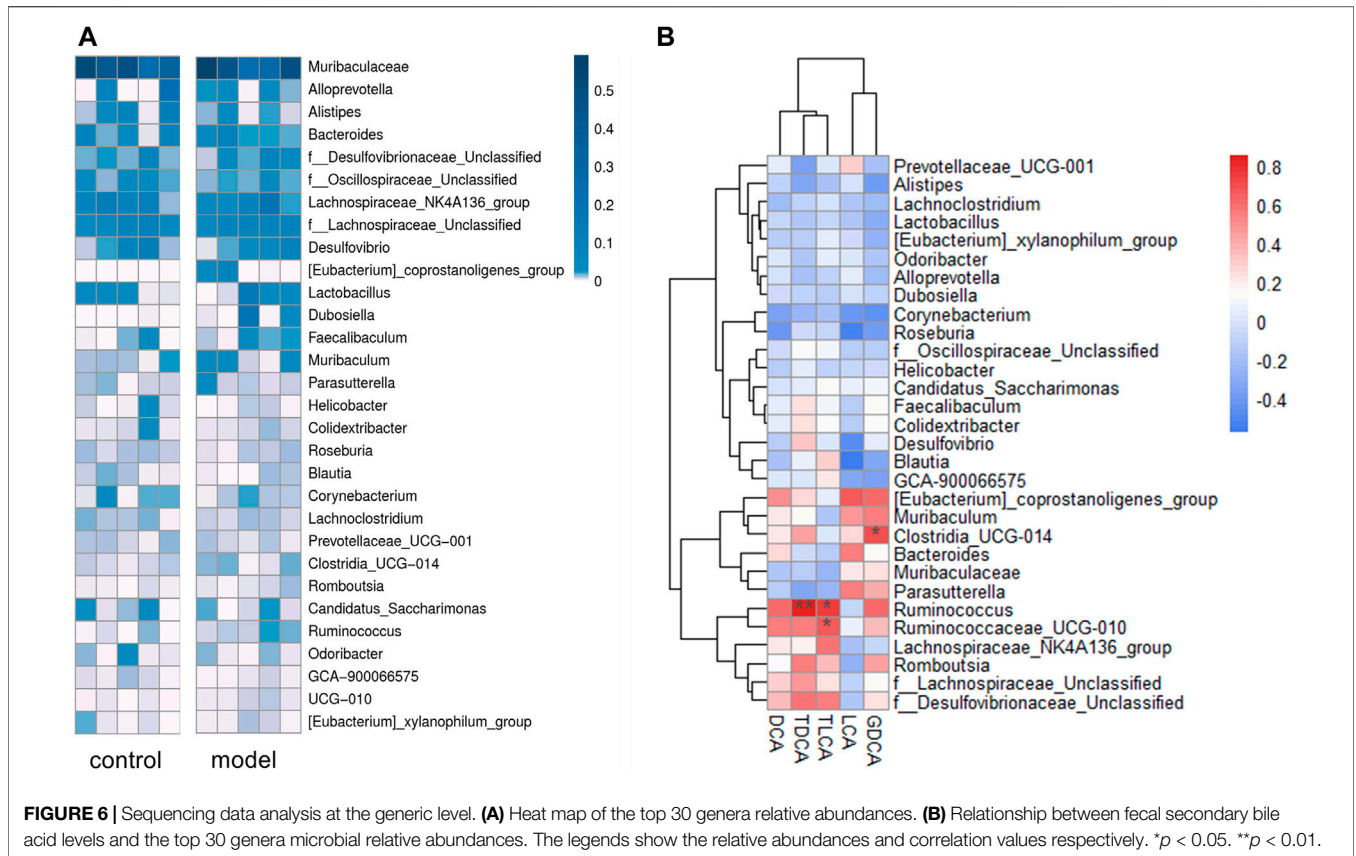 A
Muribaculaceae
Alloprevotella
Alistipes
Bacteroides
f__Desulfovibrionaceae_Unclassified
f__Oscillospiraceae_Unclassified
Lachnospiraceae_NK4A136_group
f__Lachnospiraceae_Unclassified
Desulfovibrio
[Eubacterium]_coprostanoligenes_group
Lactobacillus
Dubosiella
Faecalibaculum
Muribaculum
Parasutterella
Helicobacter
Colidextribacter
Roseburia
Blautia
Corynebacterium
Lachnoclostridium
Prevotellaceae_UCG−001
Clostridia_UCG−014
Romboutsia
Candidatus_Saccharimonas
Ruminococcus
Odoribacter
GCA−900066575
UCG−010
[Eubacterium]_xylanophilum_group
0.5
0.4
0.3
0.2
0.1
0
control
model
B
Prevotellaceae_UCG-001
Alistipes
Lachnoclostridium
Lactobacillus
[Eubacterium]_xylanophilum_group
Odoribacter
Alloprevotella
Dubosiella
Corynebacterium
Roseburia
f__Oscillospiraceae_Unclassified
Helicobacter
Candidatus_Saccharimonas
Faecalibaculum
Colidextribacter
Desulfovibrio
Blautia
GCA-900066575
[Eubacterium]_coprostanoligenes_group
Muribaculum
* Clostridia_UCG-014
Bacteroides
Muribaculaceae
Parasutterella
** * Ruminococcus
* Ruminococcaceae_UCG-010
Lachnospiraceae_NK4A136_group
Romboutsia
f__Lachnospiraceae_Unclassified
f__Desulfovibrionaceae_Unclassified
DCA
TDCA
TLCA
LCA
GDCA
0.8
0.6
0.4
0.2
0
-0.2
-0.4
FIGURE 6 | Sequencing data analysis at the generic level. (A) Heat map of the top 30 genera relative abundances. (B) Relationship between fecal secondary bile
acid levels and the top 30 genera microbial relative abundances. The legends show the relative abundances and correlation values respectively. *p < 0.05. **p < 0.01.